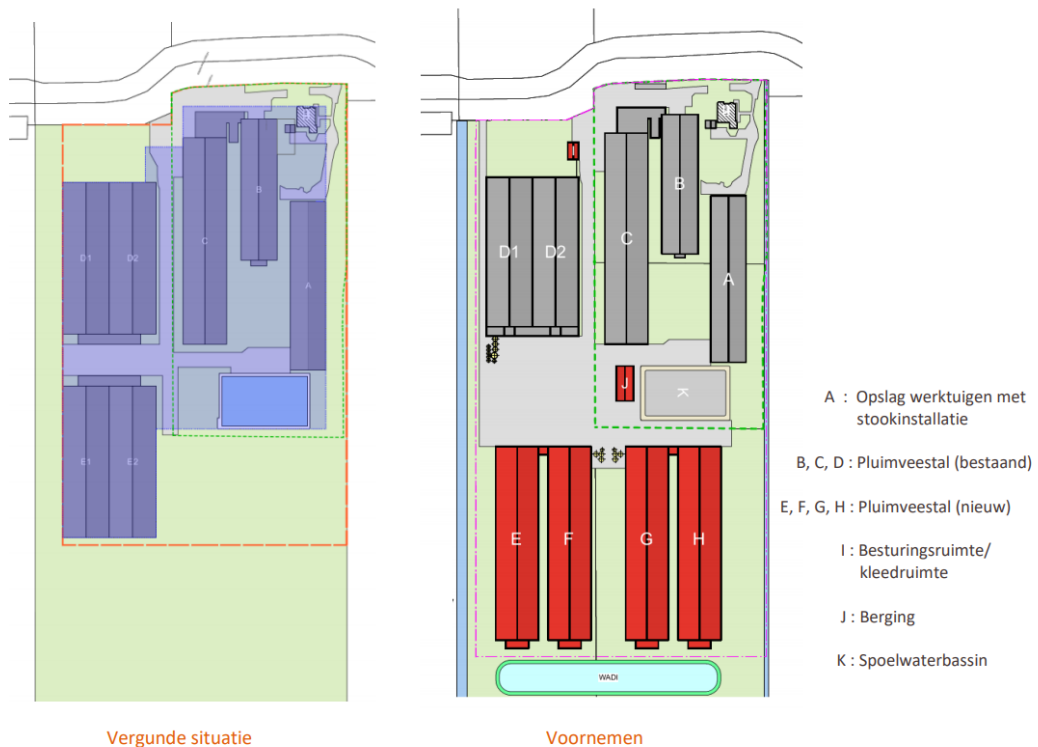 B
C
D1 D2
A
E1 E2
Vergunde situatie
I
B
C
D1 D2
A
J
K
E F G H
WADI
Voornemen
A : Opslag werktuigen met
stookinstallatie
B, C, D : Pluimveestal (bestaand)
E, F, G, H : Pluimveestal (nieuw)
I : Besturingsruimte/
kleedruimte
J : Berging
K : Spoelwaterbassin